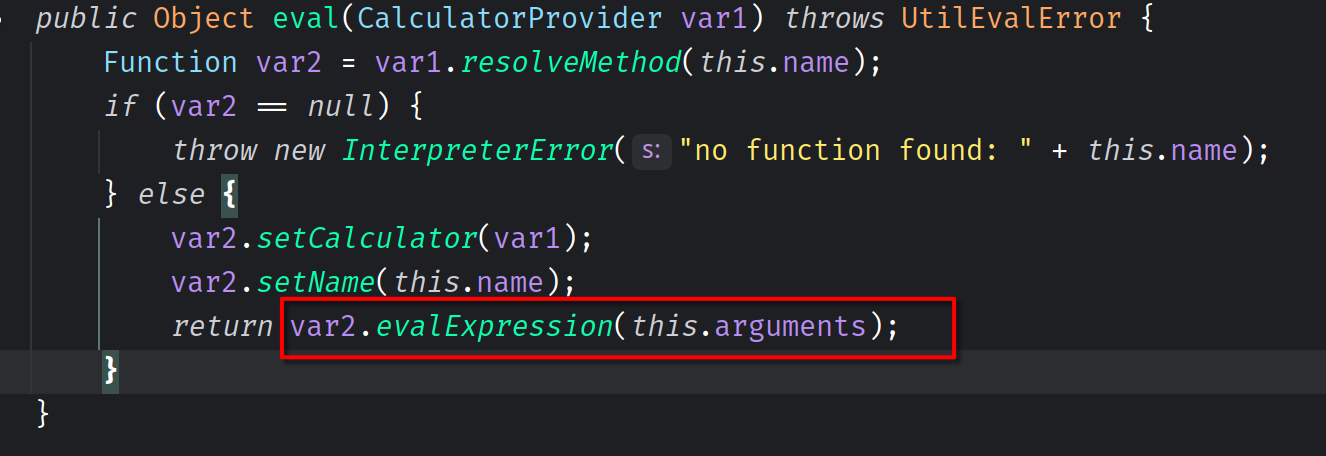 public Object eval(CalculatorProvider var1) throws UtilEvalError {
Function var2 = var1.resolveMethod(this.name);
if (var2 == null) {
throw new InterpreterError( s: "no function found: " + this.name);
} else {
var2.setCalculator(var1);
var2.setName(this.name);
return var2.evalExpression(this.arguments);
}
}